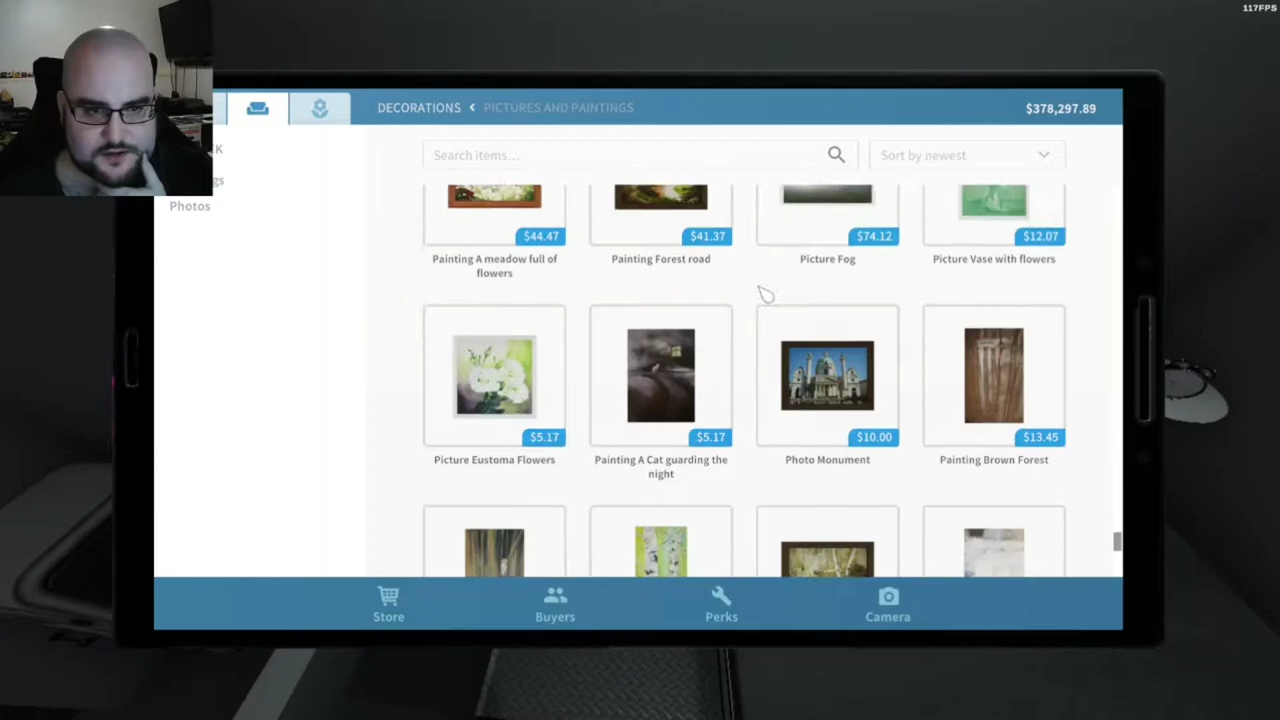 117FPS
DECORATIONS < PICTURES AND PAINTINGS
$378,297.89
Search items...
Sort by newest
Photos
$44.47
$41.37
$74.12
$12.07
Painting A meadow full of
flowers
Painting Forest road
Picture Fog
Picture Vase with flowers
$5.17
$5.17
$10.00
$13.45
Picture Eustoma Flowers
Painting A Cat guarding the
night
Photo Monument
Painting Brown Forest
Store
Buyers
Perks
Camera